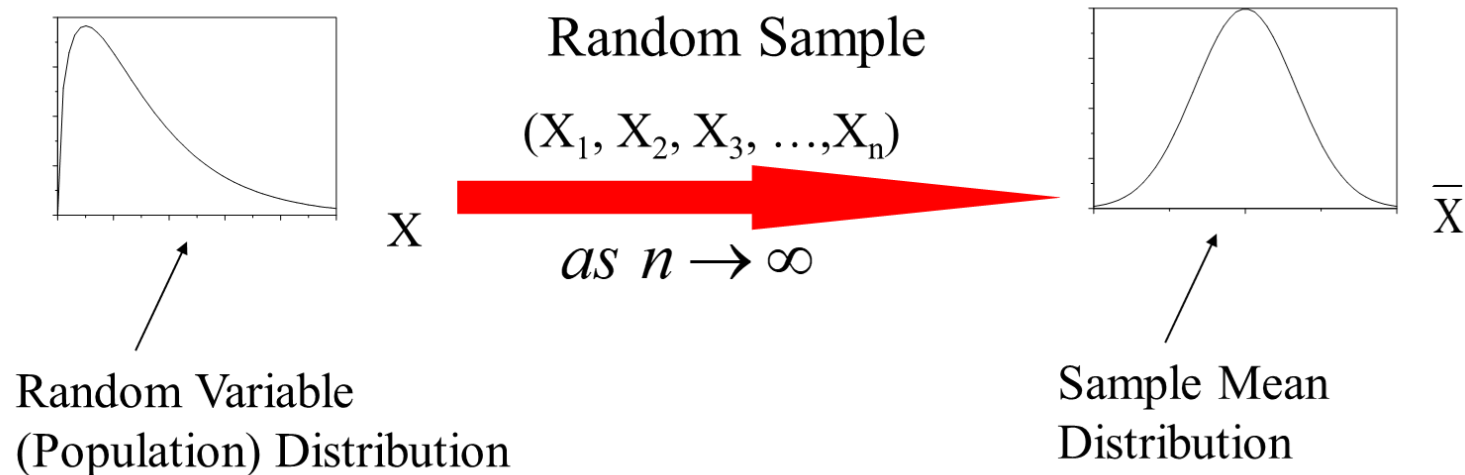 Random Sample
(X₁, X₂, X₃, …,Xₙ)
X
as n → ∞
X̅
Random Variable
(Population) Distribution
Sample Mean
Distribution